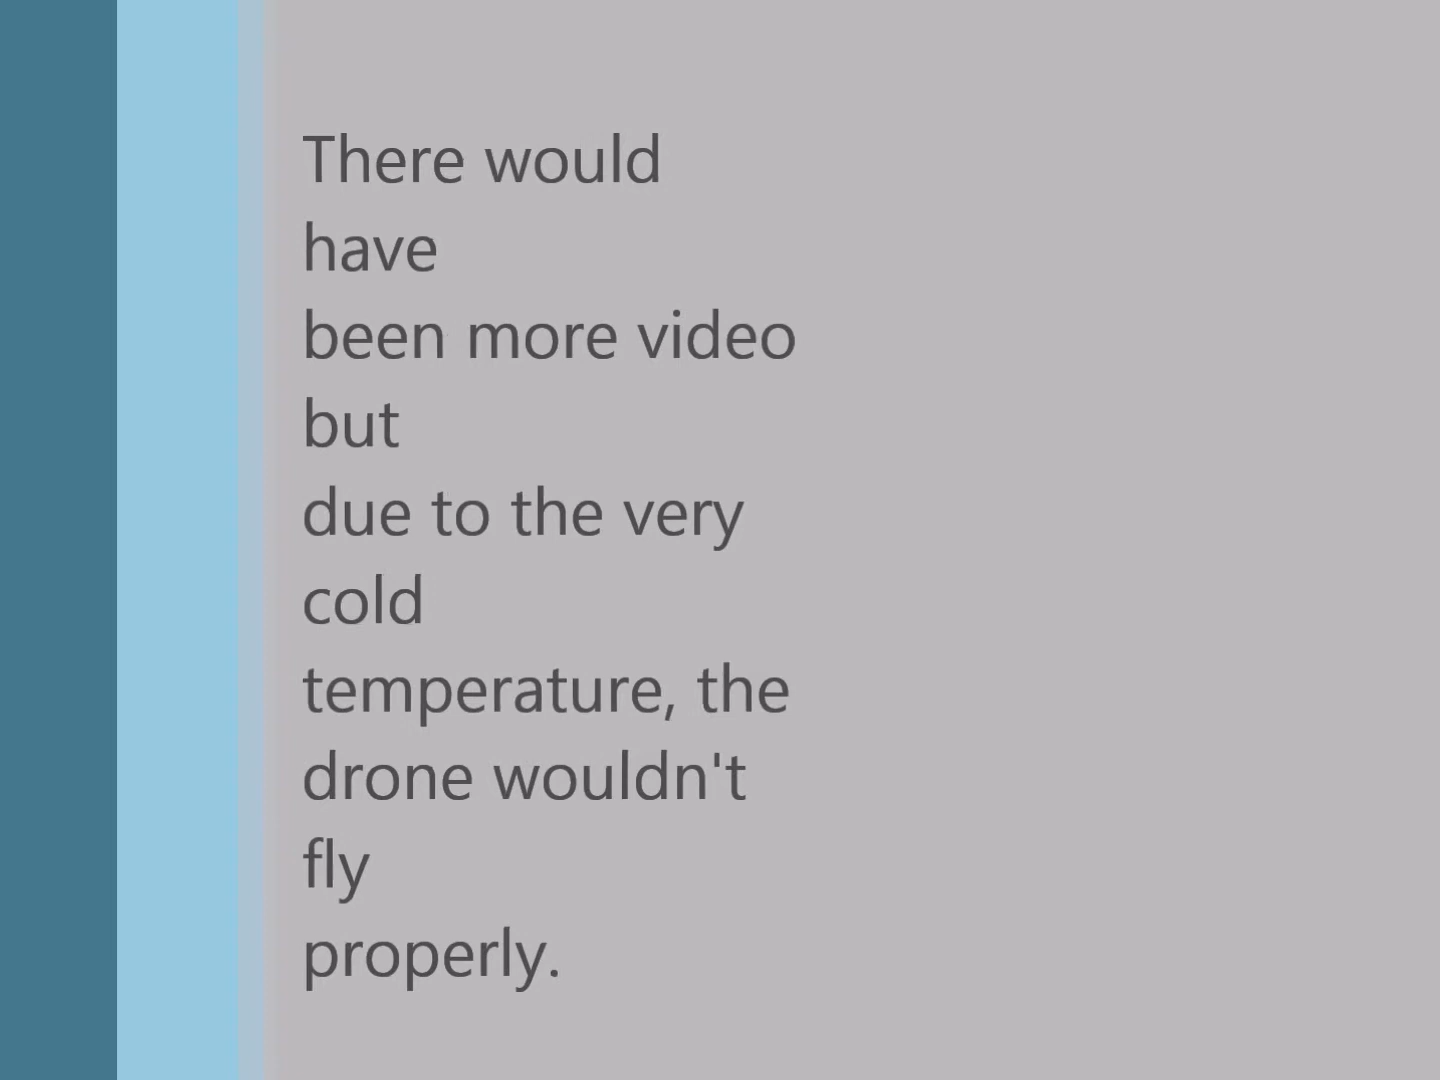 There would
have
been more video
but
due to the very
cold
temperature, the
drone wouldn't
fly
properly.